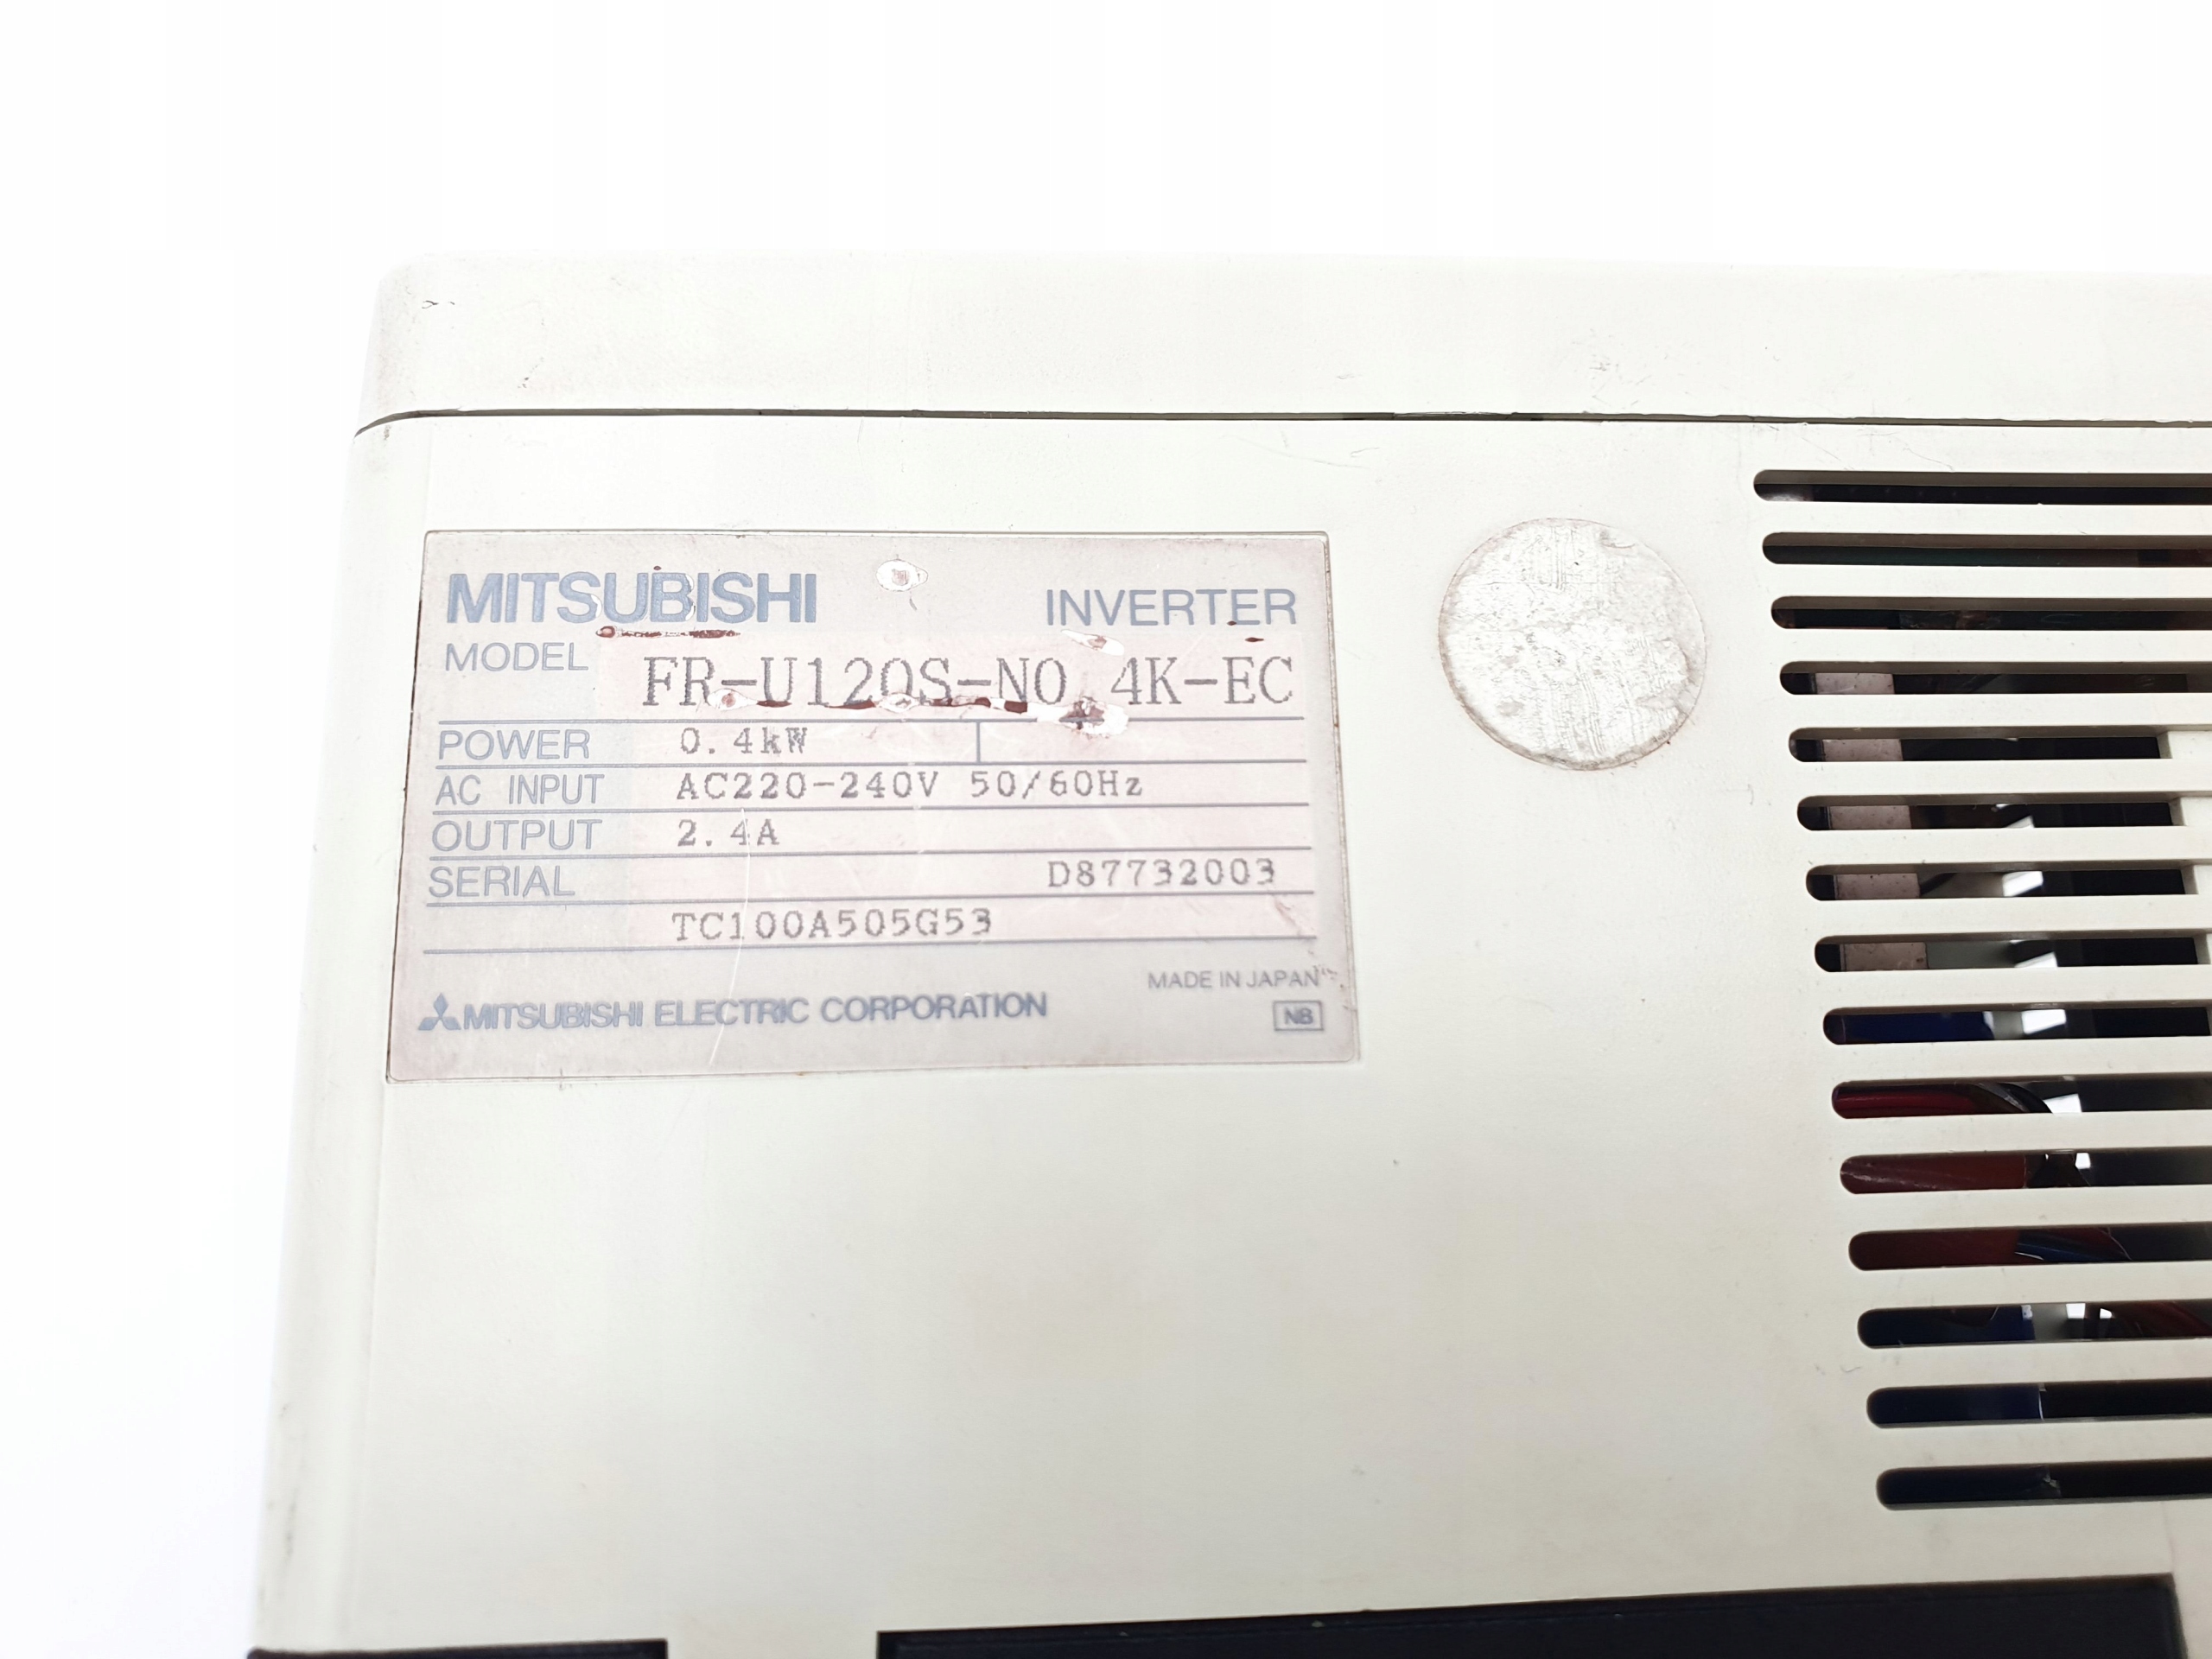 MITSUBISHI INVERTER
MODEL FR-U120S-N0.4K-EC
POWER 0.4kW
AC INPUT AC220-240V 50/60Hz
OUTPUT 2.4A
SERIAL D87732003
TC100A505G53
MADE IN JAPAN
MITSUBISHI ELECTRIC CORPORATION NB